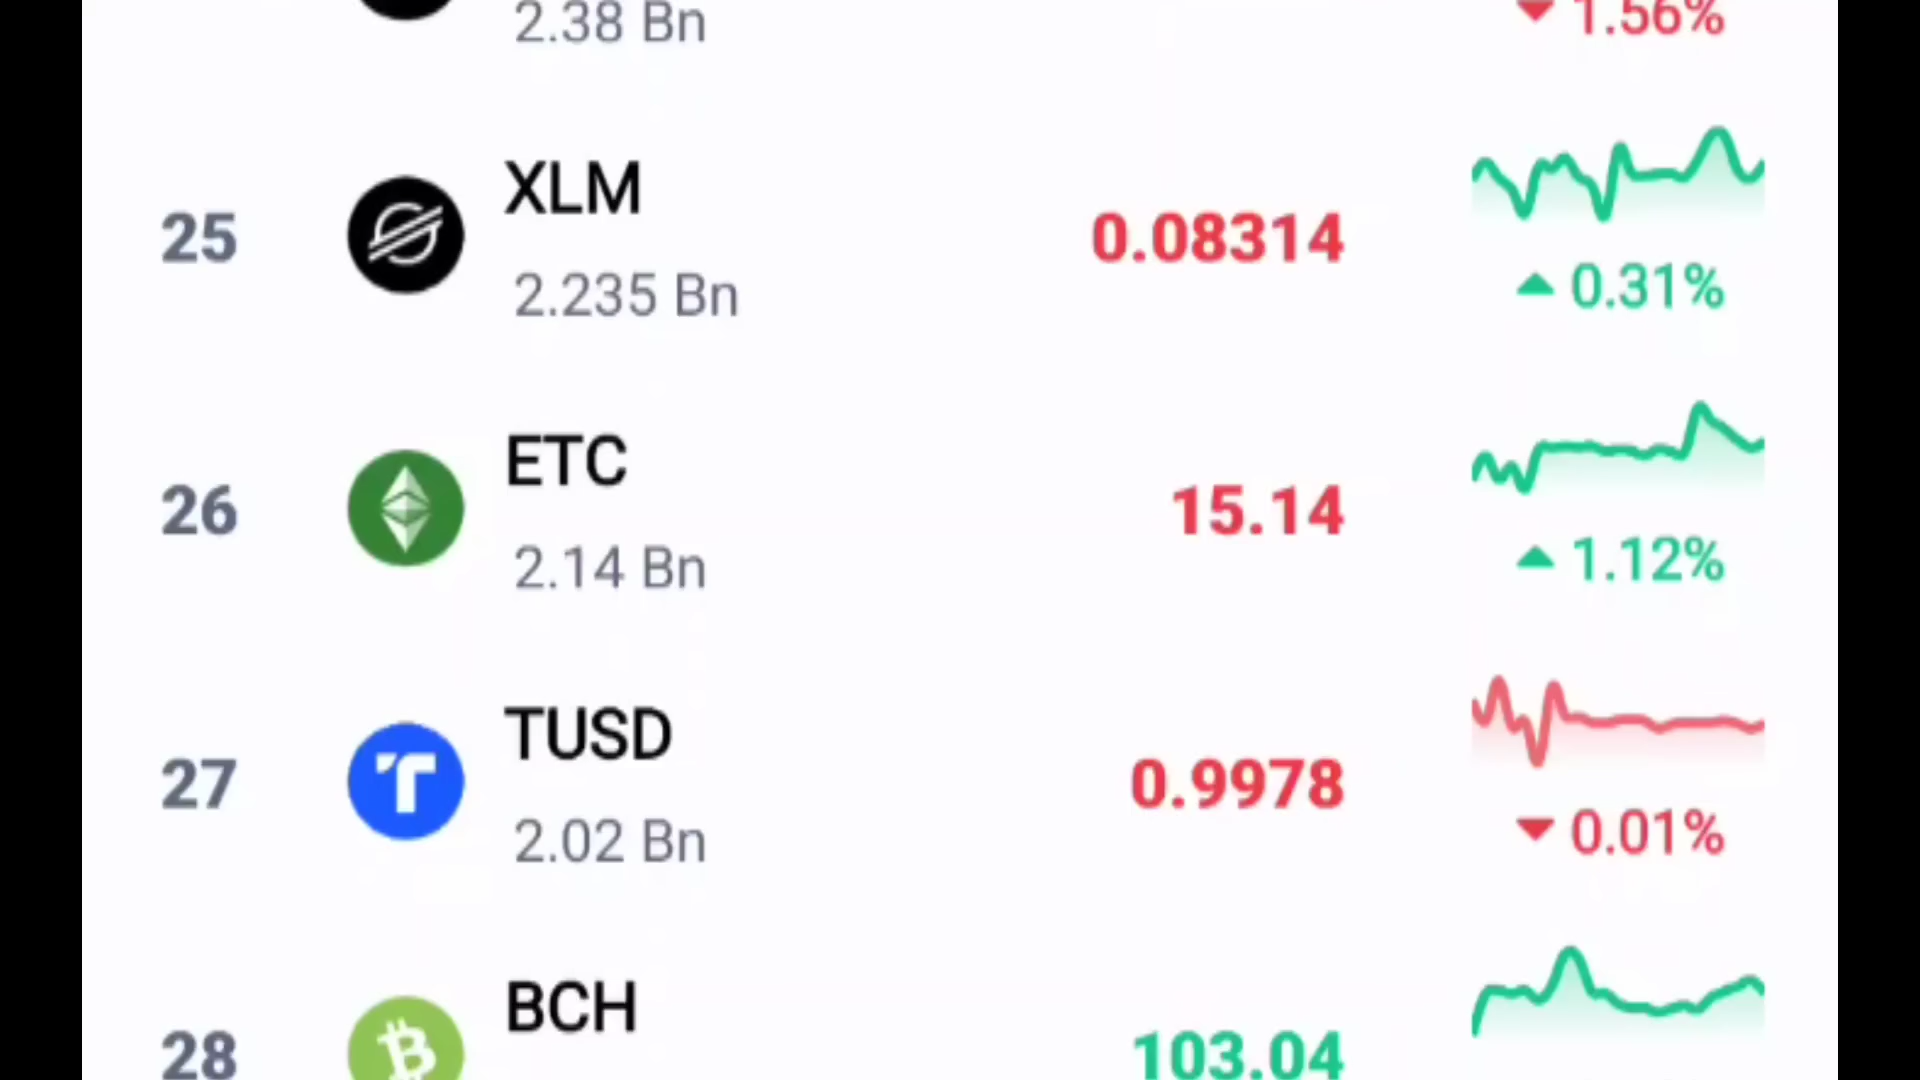 2.38 Bn
1.56%
25
XLM
2.235 Bn
0.08314
0.31%
26
ETC
2.14 Bn
15.14
1.12%
27
TUSD
2.02 Bn
0.9978
0.01%
28
BCH
103.04